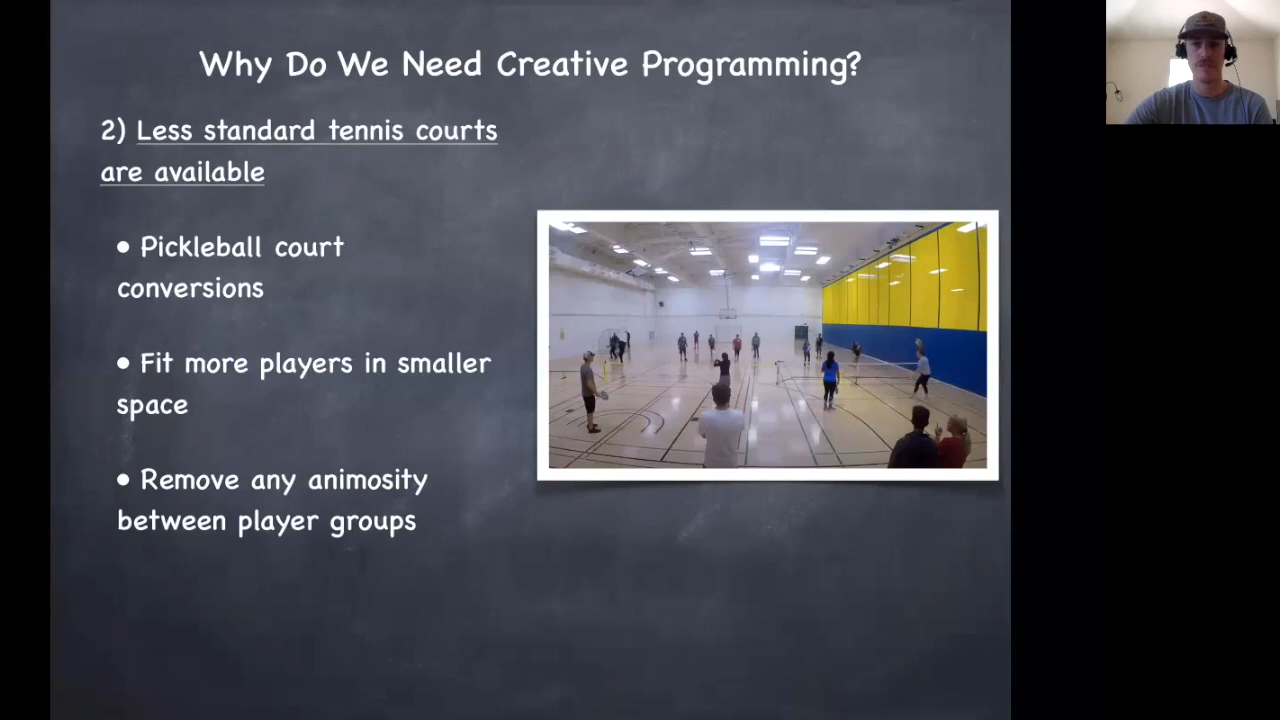 Why Do We Need Creative Programming?
2) Less standard tennis courts
are available
• Pickleball court
conversions
• Fit more players in smaller
space
• Remove any animosity
between player groups